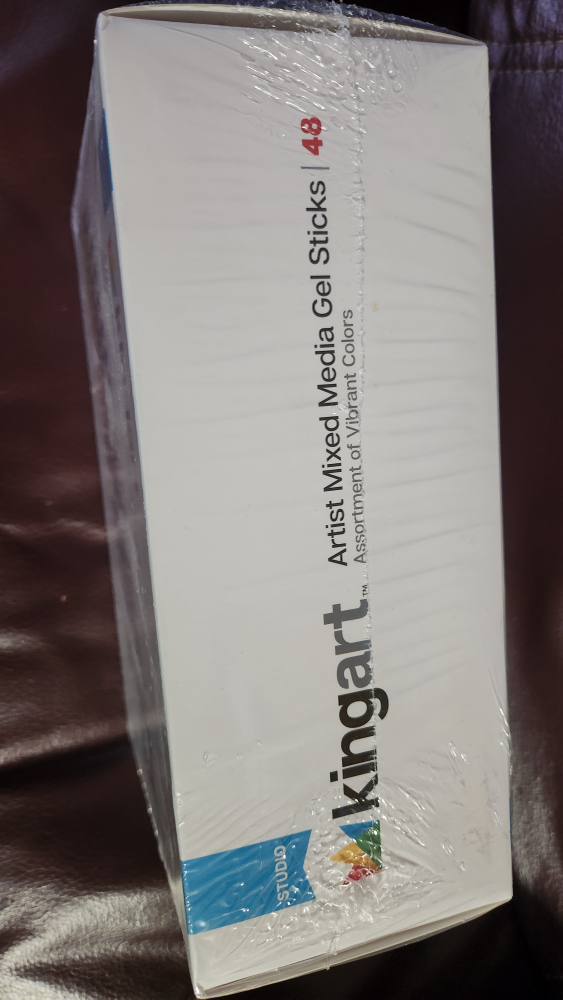 STUDIO
kingart™
Artist Mixed Media Gel Sticks | 48
Assortment of Vibrant Colors